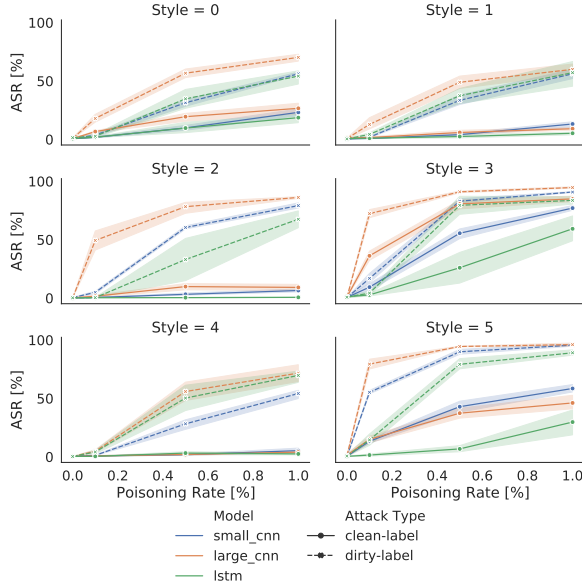 Style = 0
Style = 1
ASR [%]
100
50
0
Style = 2
Style = 3
ASR [%]
100
50
0
Style = 4
Style = 5
ASR [%]
100
50
0
0.0 0.2 0.4 0.6 0.8 1.0
0.0 0.2 0.4 0.6 0.8 1.0
Poisoning Rate [%]
Poisoning Rate [%]
Model
small_cnn
large_cnn
lstm
Attack Type
clean-label
dirty-label